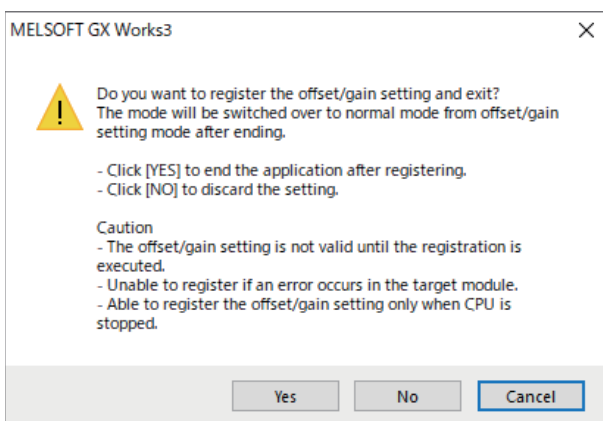 MELSOFT GX Works3
Do you want to register the offset/gain setting and exit?
The mode will be switched over to normal mode from offset/gain
setting mode after ending.
- Click [YES] to end the application after registering.
- Click [NO] to discard the setting.
Caution
- The offset/gain setting is not valid until the registration is
executed.
- Unable to register if an error occurs in the target module.
- Able to register the offset/gain setting only when CPU is
stopped.
Yes No Cancel